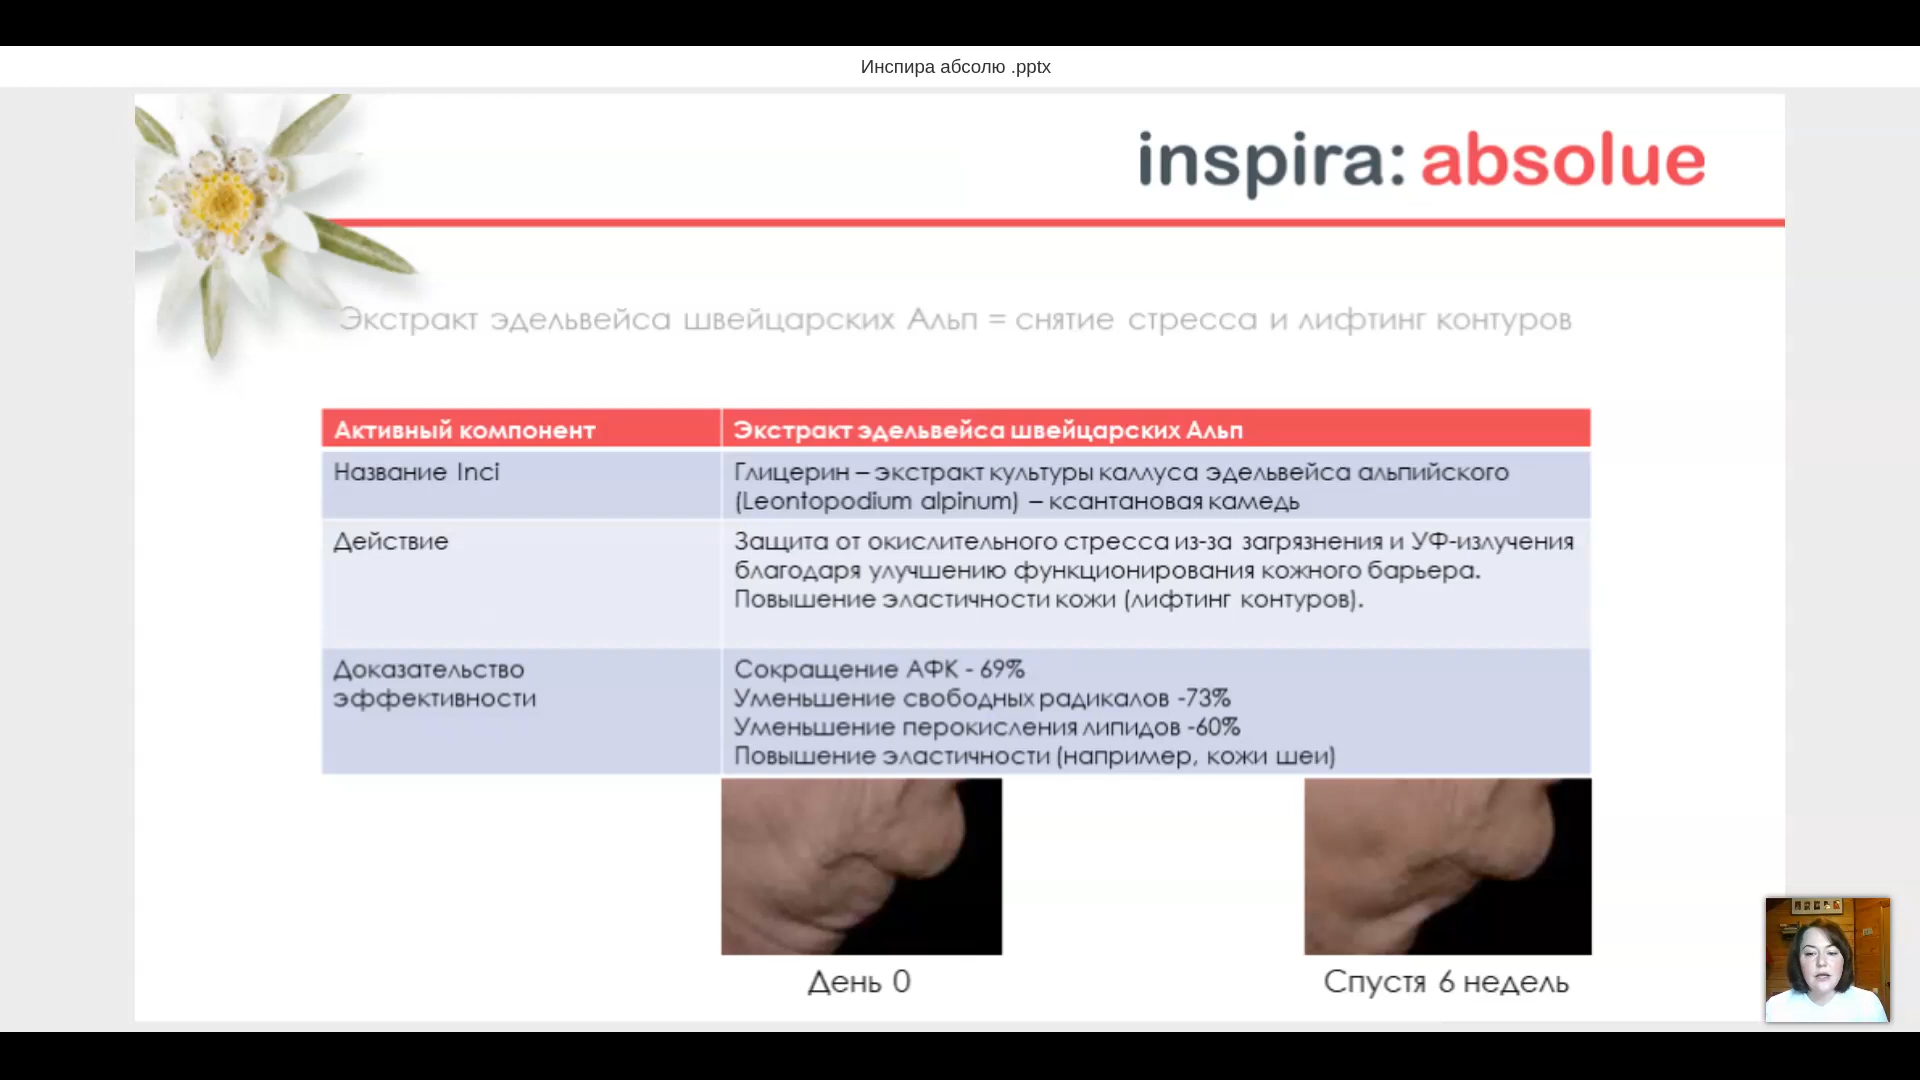 Инспира абсолю .pptx
inspira: absolue
Экстракт эдельвейса швейцарских Альп = снятие стресса и лифтинг контуров
Активный компонент
Экстракт эдельвейса швейцарских Альп
Название Inci
Глицерин – экстракт культуры каллуса эдельвейса альпийского
(Leontopodium alpinum) – ксантановая камедь
Действие
Защита от окислительного стресса из-за загрязнения и УФ-излучения
благодаря улучшению функционирования кожного барьера.
Повышение эластичности кожи (лифтинг контуров).
Доказательство
эффективности
Сокращение АФК - 69%
Уменьшение свободных радикалов -73%
Уменьшение перокисления липидов -60%
Повышение эластичности (например, кожи шеи)
День 0
Спустя 6 недель